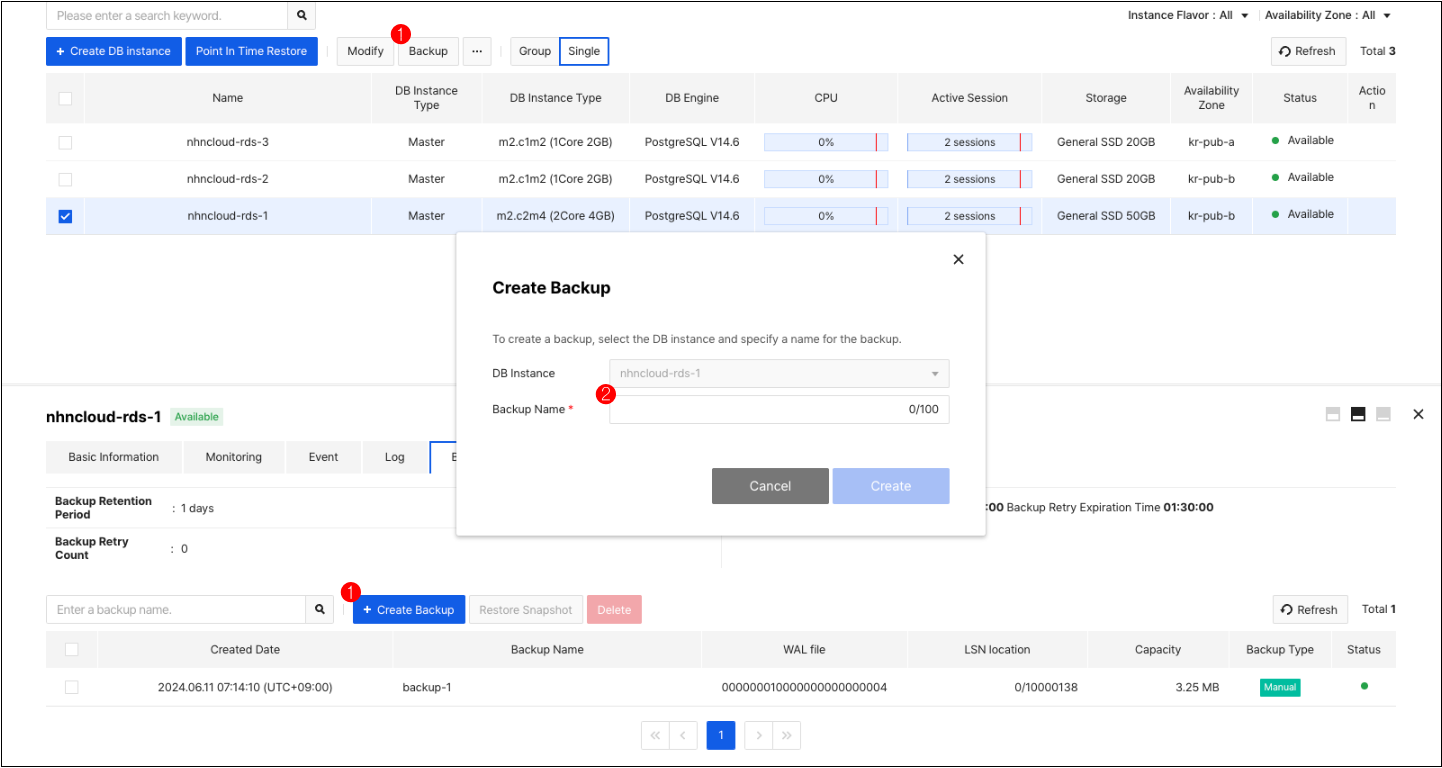 Please enter a search keyword.
Instance Flavor : All
Availability Zone : All
1
+ Create DB instance
Point In Time Restore
Modify
Backup
...
Group
Single
Refresh
Total 3
Name
DB Instance
Type
DB Instance Type
DB Engine
CPU
Active Session
Storage
Availability
Zone
Status
Actio
n
nhncloud-rds-3 Master m2.c1m2 (1Core 2GB) PostgreSQL V14.6 0% 2 sessions General SSD 20GB kr-pub-a Available
nhncloud-rds-2 Master m2.c1m2 (1Core 2GB) PostgreSQL V14.6 0% 2 sessions General SSD 20GB kr-pub-b Available
nhncloud-rds-1 Master m2.c2m4 (2Core 4GB) PostgreSQL V14.6 0% 2 sessions General SSD 50GB kr-pub-b Available
Create Backup
To create a backup, select the DB instance and specify a name for the backup.
DB Instance
nhncloud-rds-1
2
Backup Name *
0/100
Cancel
Create
nhncloud-rds-1 Available
Basic Information
Monitoring
Event
Log
Backup Retention
Period
: 1 days
:00 Backup Retry Expiration Time 01:30:00
Backup Retry
Count
: 0
Enter a backup name.
1
+ Create Backup
Restore Snapshot
Delete
Refresh
Total 1
Created Date Backup Name WAL file LSN location Capacity Backup Type Status
2024.06.11 07:14:10 (UTC+09:00) backup-1 000000010000000000000004 0/10000138 3.25 MB Manual
1